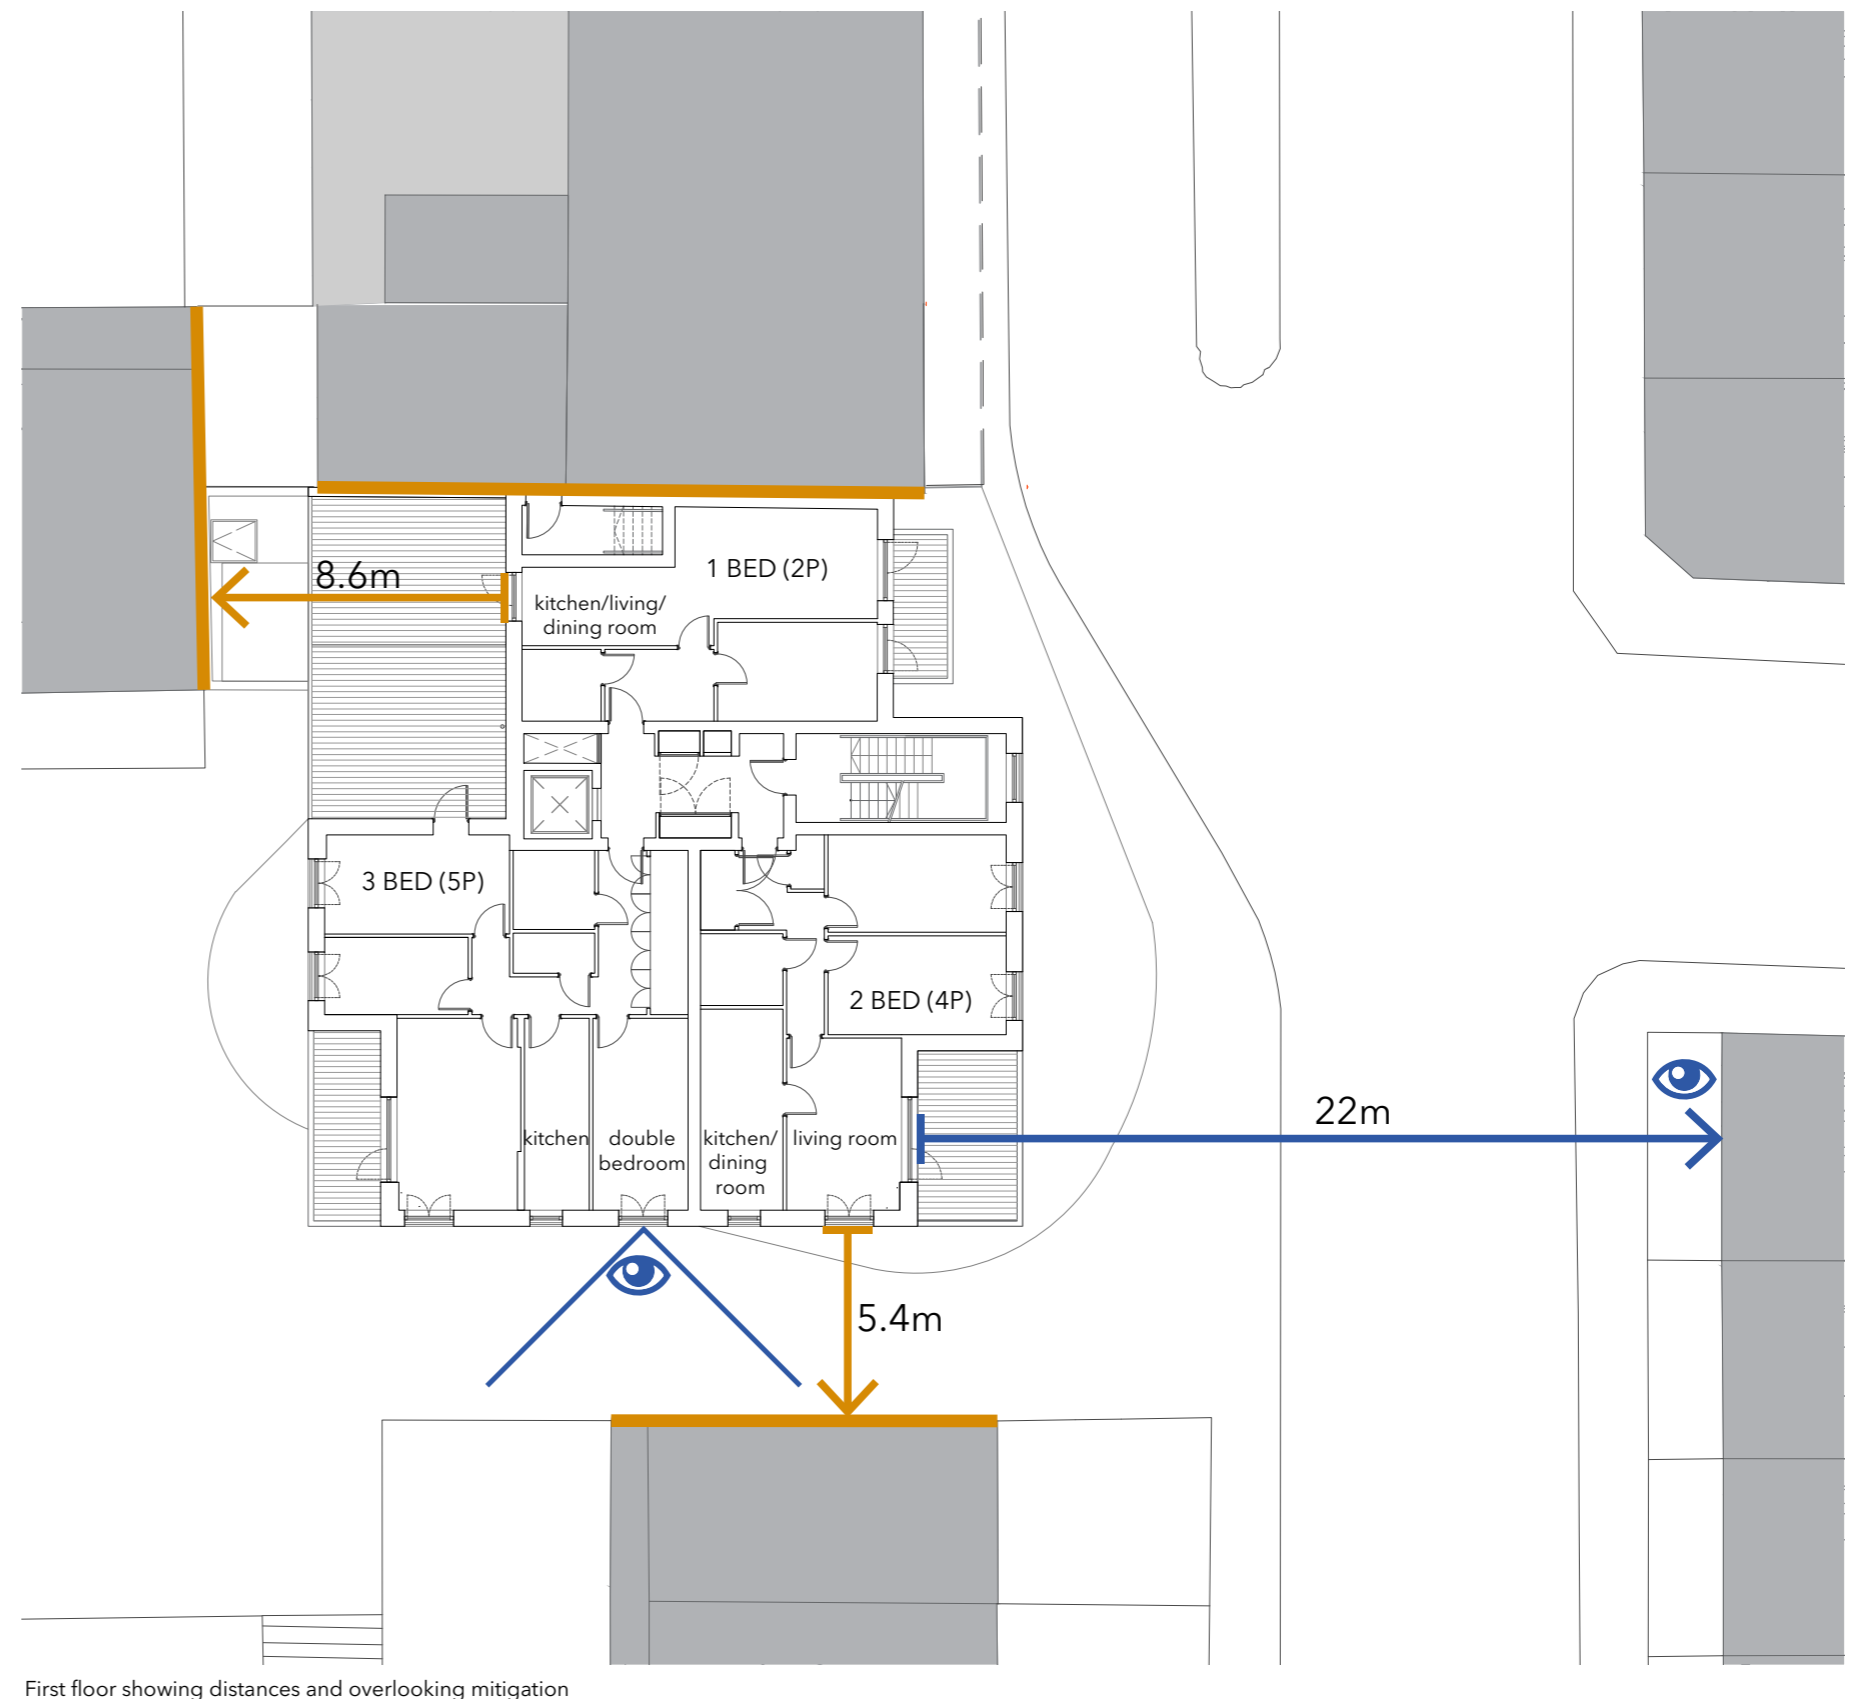 8.6m
1 BED (2P)
kitchen/living/
dining room
3 BED (5P)
2 BED (4P)
22m
kitchen
double
bedroom
kitchen/
dining
room
living room
5.4m
First floor showing distances and overlooking mitigation